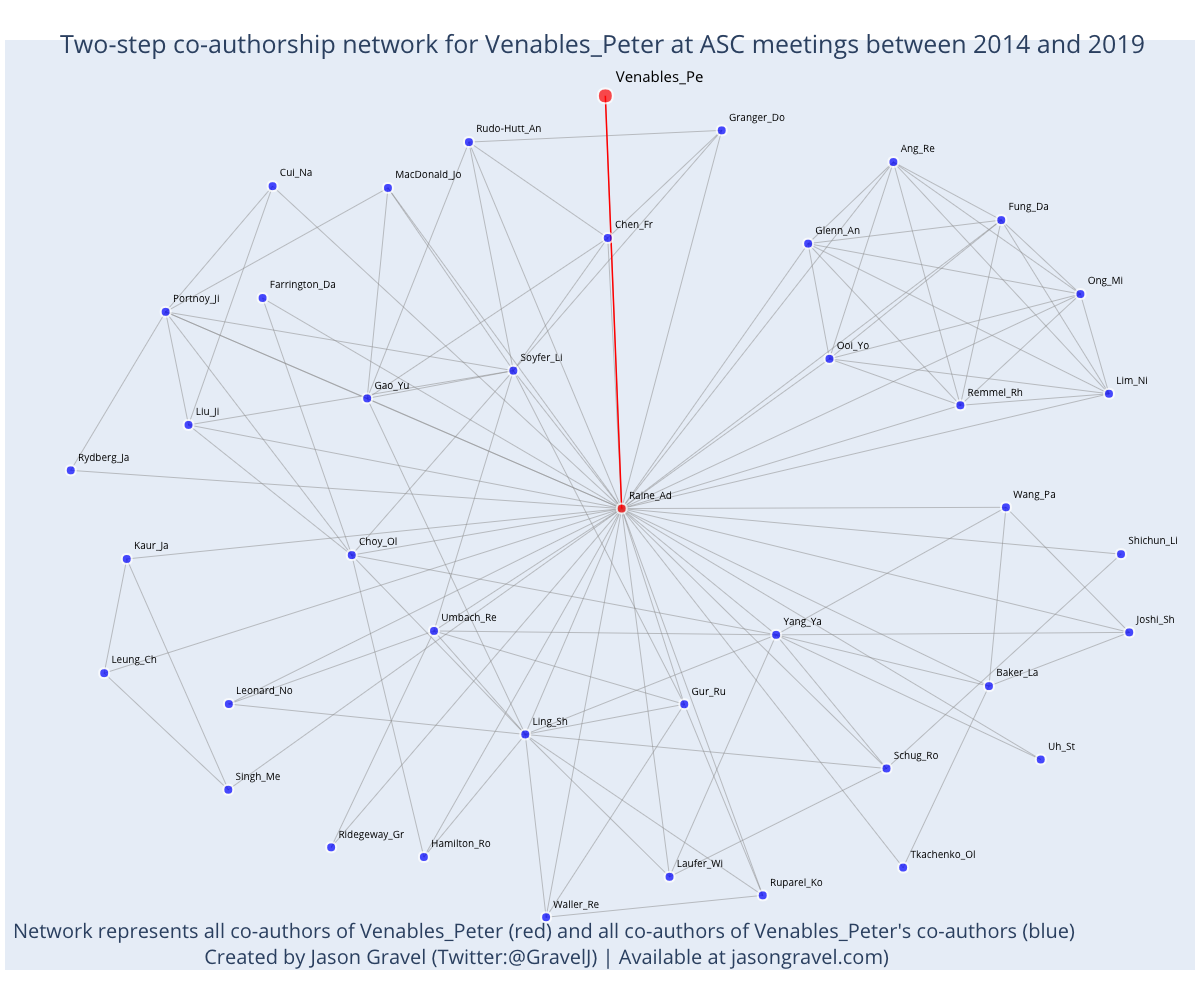 Two-step co-authorship network for Venables_Peter at ASC meetings between 2014 and 2019
Venables_Pe
Granger_Do
Rudo-Hutt_An
Ang_Re
Cui_Na
MacDonald_Jo
Fung_Da
Chen_Fr
Glenn_An
Ong_Mi
Farrington_Da
Portnoy_Ji
Ooi_Yo
Soyfer_Li
Lim_Ni
Gao_Yu
Remmel_Rh
Liu_Ji
Rydberg_Ja
Wang_Pa
Raine_Ad
Shichun_Li
Choy_Ol
Kaur_Ja
Umbach_Re
Yang_Ya
Joshi_Sh
Leung_Ch
Baker_La
Leonard_No
Gur_Ru
Ling_Sh
Uh_St
Schug_Ro
Singh_Me
Ridegeway_Gr
Hamilton_Ro
Tkachenko_Ol
Laufer_Wi
Ruparel_Ko
Waller_Re
Network represents all co-authors of Venables_Peter (red) and all co-authors of Venables_Peter's co-authors (blue)
Created by Jason Gravel (Twitter:@GravelJ) | Available at jasongravel.com)